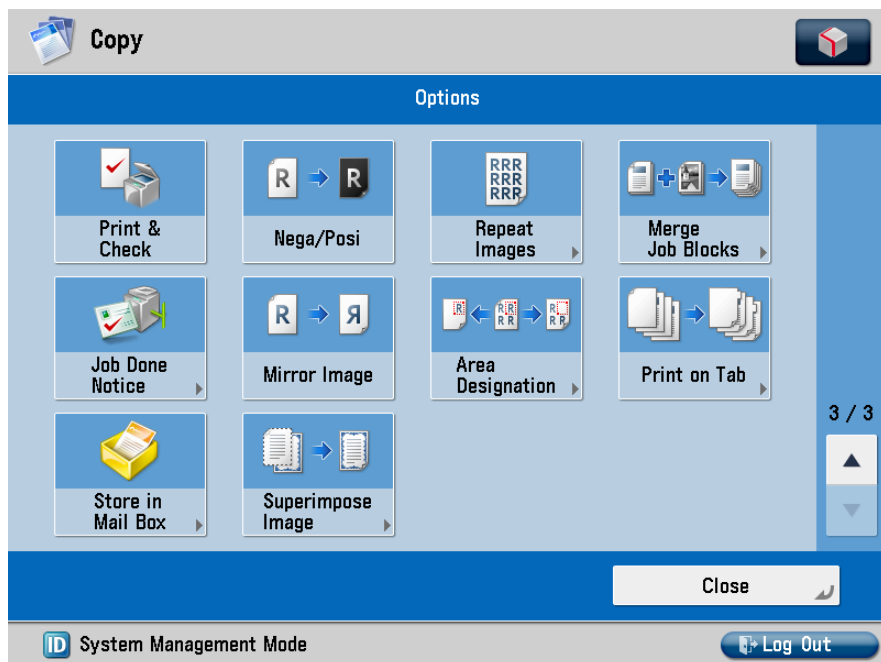 Copy
Options
Print &
Check
Nega/Posi
Repeat
Images
Merge
Job Blocks
Job Done
Notice
Mirror Image
Area
Designation
Print on Tab
Store in
Mail Box
Superimpose
Image
3 / 3
Close
ID System Management Mode
Log Out